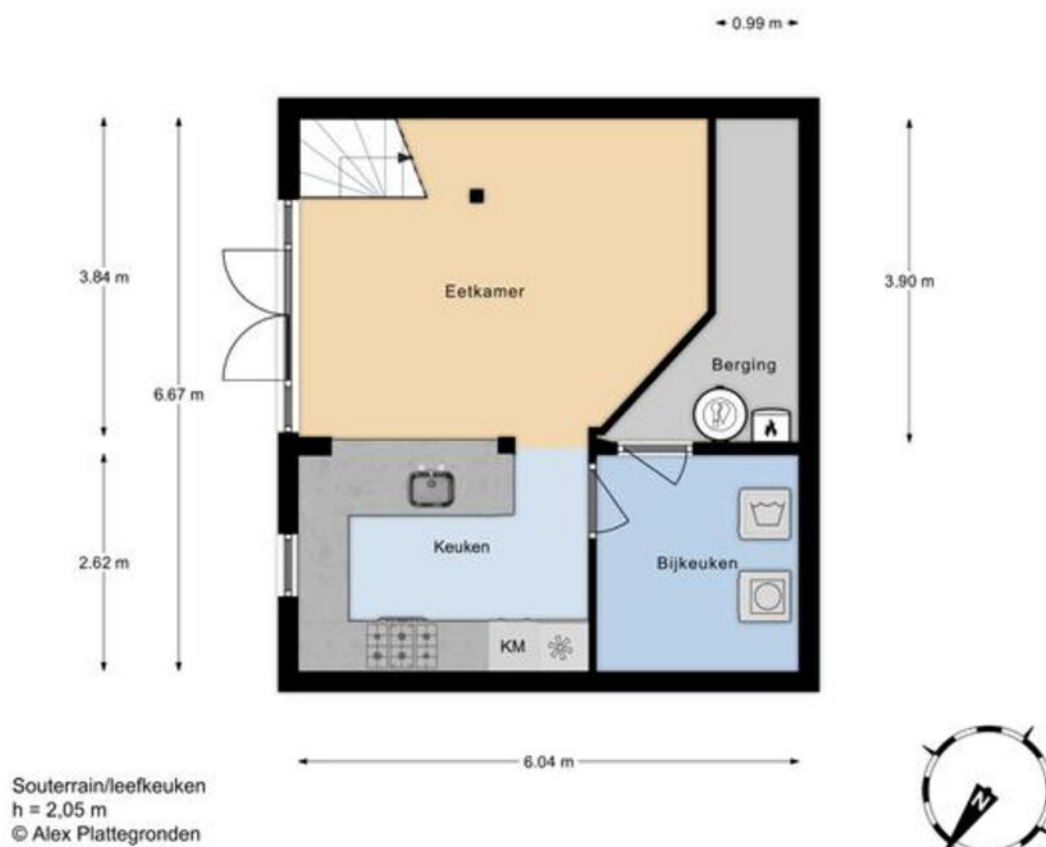 0.99 m
3.84 m
6.67 m
3.90 m
Eetkamer
Berging
2.62 m
Keuken
Bijkeuken
KM
6.04 m
Souterrain/leefkeuken
h = 2,05 m
© Alex Plattegronden
N